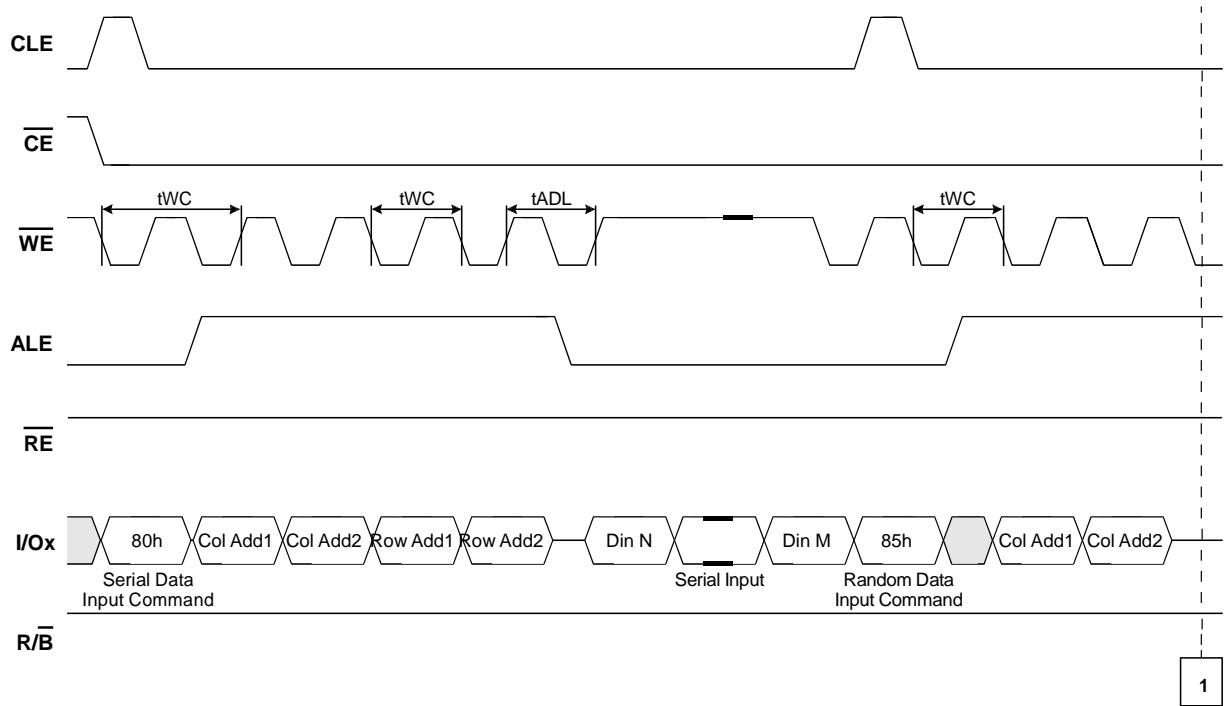 CLE
CE
tWC tWC tADL tWC
WE
ALE
RE
I/Ox 80h Col Add1 Col Add2 Row Add1 Row Add2 Din N Din M 85h Col Add1 Col Add2
Serial Data Input Command
Serial Input
Random Data Input Command
R/B
1